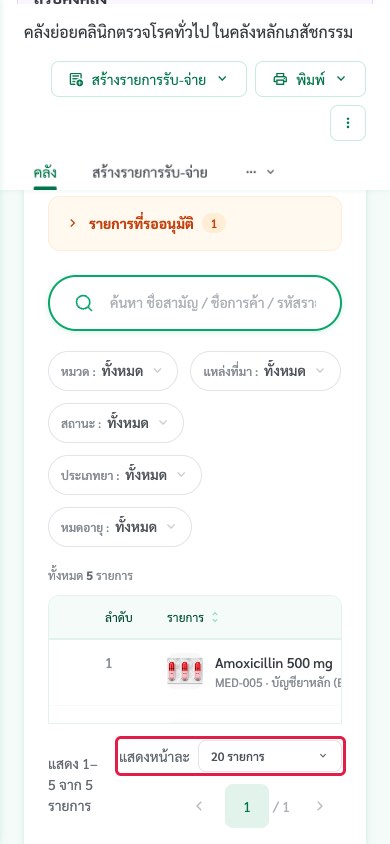 คลังย่อยคลินิกตรวจโรคทั่วไป ในคลังหลักเภสัชกรรม
สร้างรายการรับ-จ่าย
พิมพ์
คลัง
สร้างรายการรับ-จ่าย
รายการที่รออนุมัติ 1
ค้นหา ชื่อสามัญ / ชื่อการค้า / รหัสรา
หมวด : ทั้งหมด
แหล่งที่มา : ทั้งหมด
สถานะ : ทั้งหมด
ประเภทยา : ทั้งหมด
หมดอายุ : ทั้งหมด
ทั้งหมด 5 รายการ
ลำดับ รายการ
1 Amoxicillin 500 mg
MED-005 · บัญชียาหลัก (E
แสดง 1–
5 จาก 5
รายการ
แสดงหน้าละ 20 รายการ
1 / 1